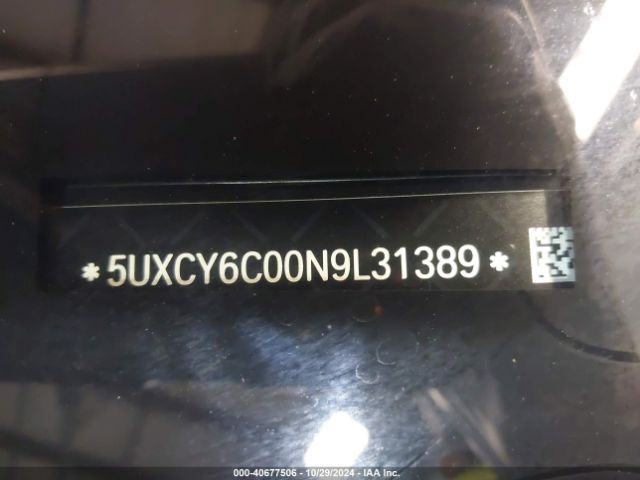 *5UXCY6C00N9L31389*
000-40677506 • 10/29/2024 • IAA Inc.